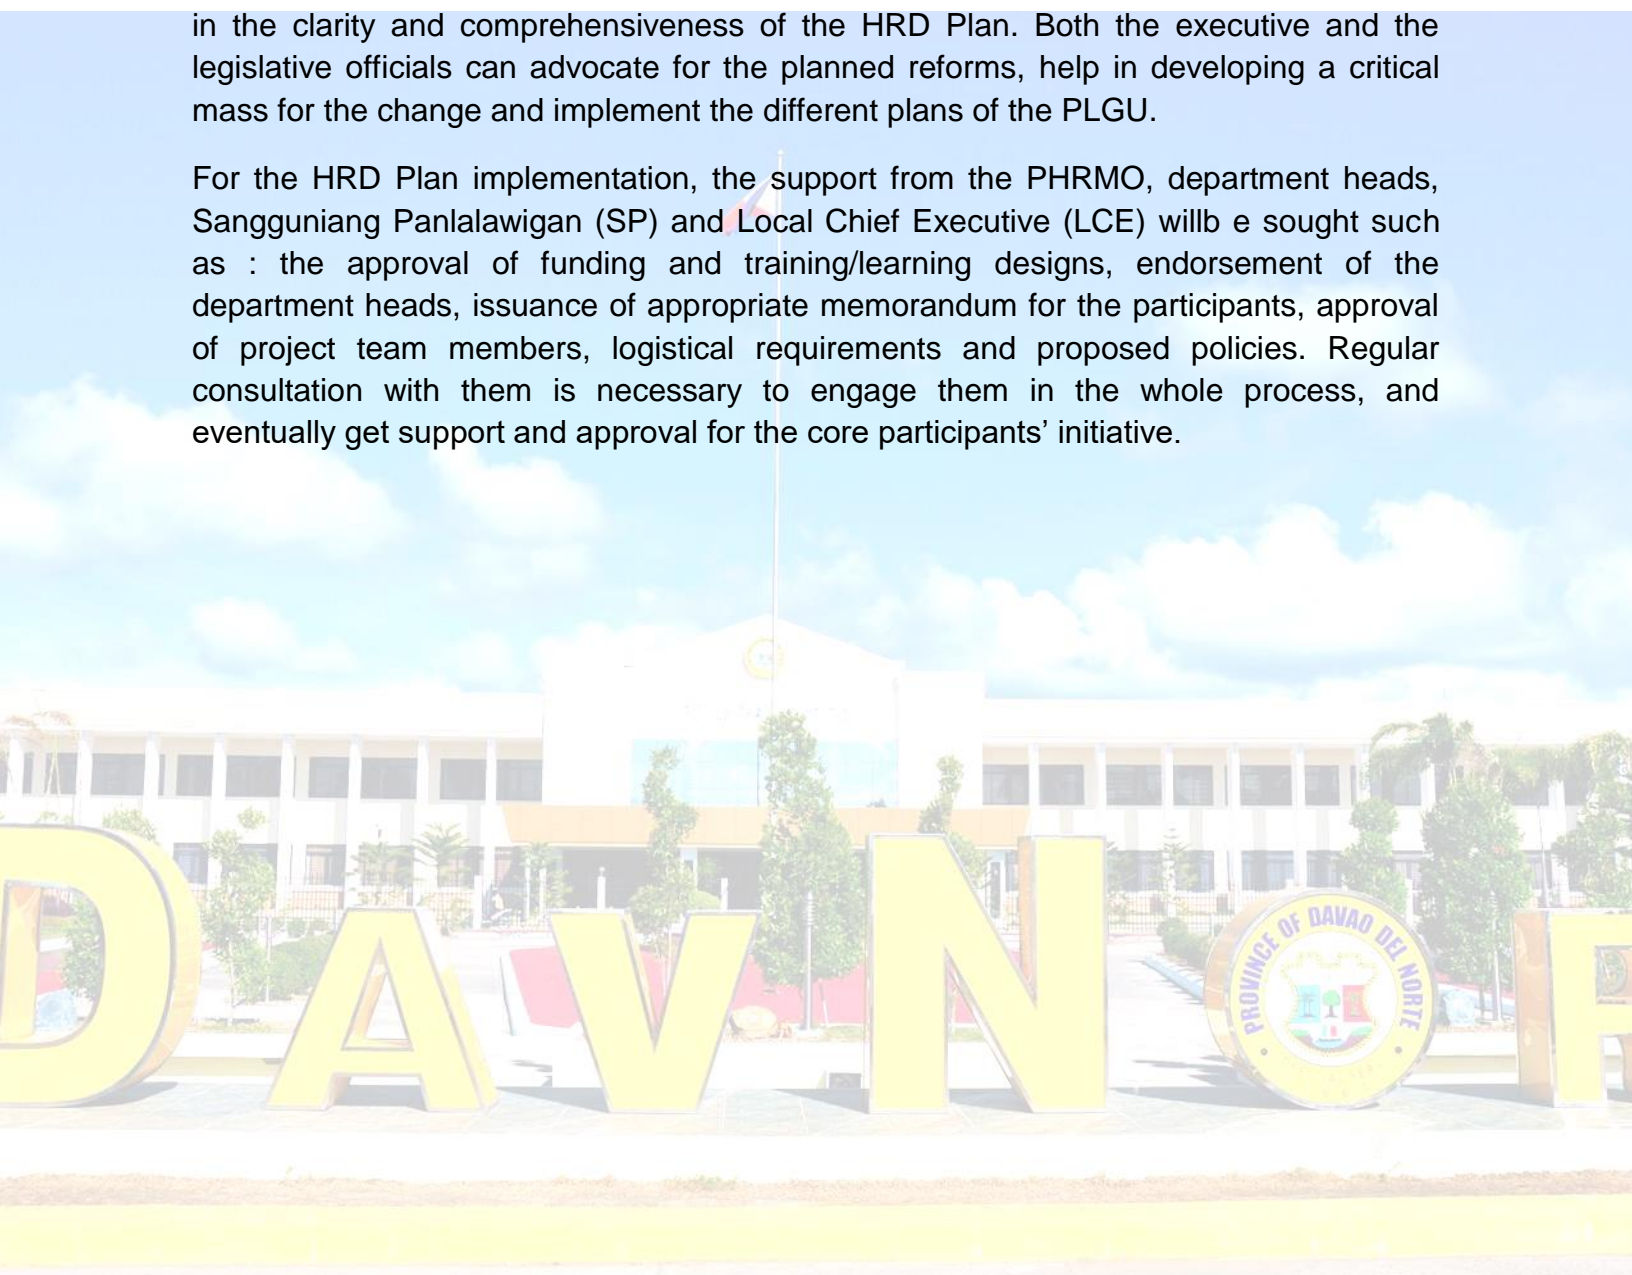 in the clarity and comprehensiveness of the HRD Plan. Both the executive and the
legislative officials can advocate for the planned reforms, help in developing a critical
mass for the change and implement the different plans of the PLGU.
For the HRD Plan implementation, the support from the PHRMO, department heads,
Sangguniang Panlalawigan (SP) and Local Chief Executive (LCE) willb e sought such
as : the approval of funding and training/learning designs, endorsement of the
department heads, issuance of appropriate memorandum for the participants, approval
of project team members, logistical requirements and proposed policies. Regular
consultation with them is necessary to engage them in the whole process, and
eventually get support and approval for the core participants’ initiative.
DAVN
PROVINCE OF DAVAO DEL NORTE